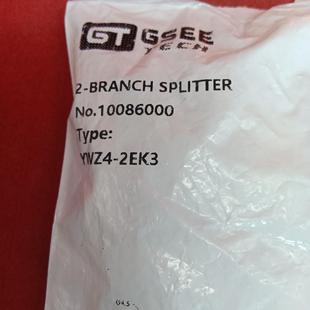 GT GSEE
TECH
2-BRANCH SPLITTER
No.10086000
Type:
YWZ4-2EK3